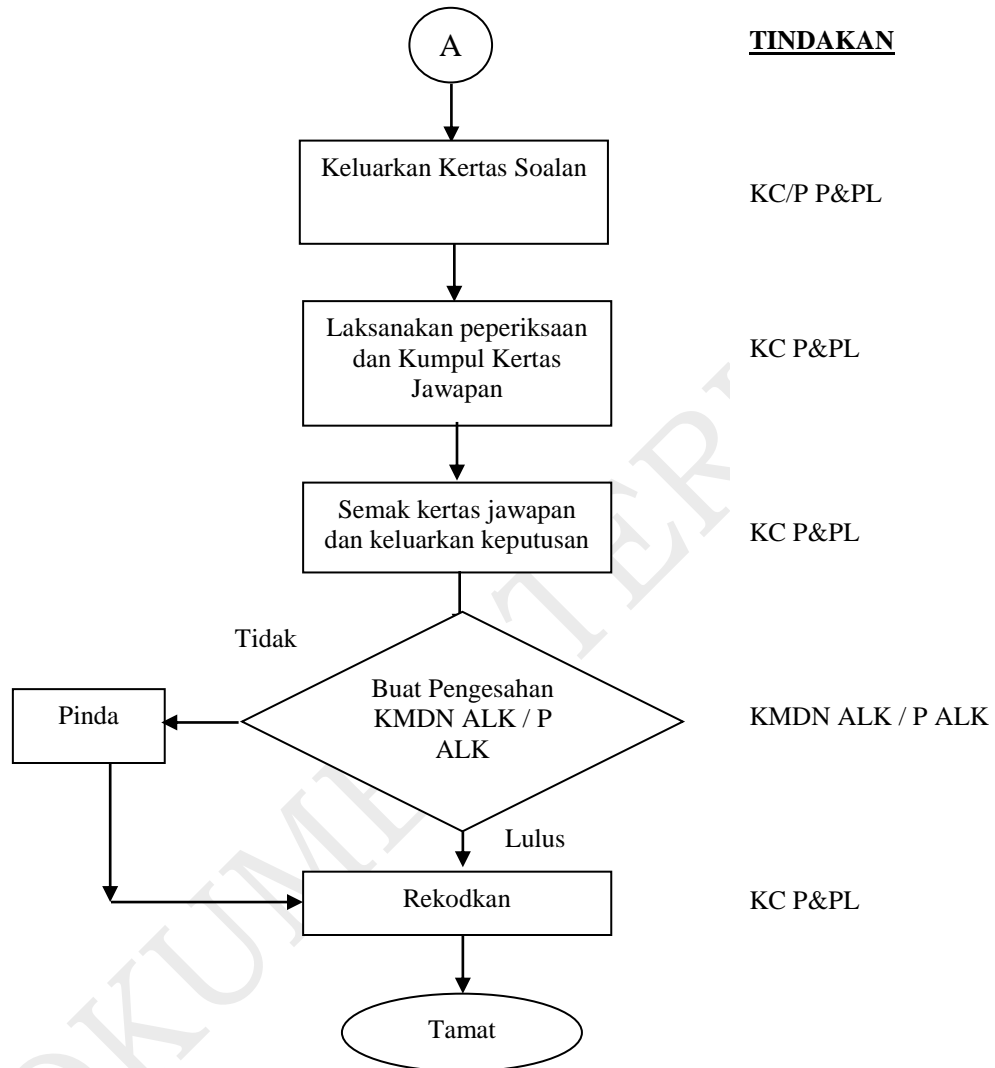 A
TINDAKAN
Keluarkan Kertas Soalan
KC/P P&PL
Laksanakan peperiksaan
dan Kumpul Kertas
Jawapan
KC P&PL
Semak kertas jawapan
dan keluarkan keputusan
KC P&PL
Tidak
Buat Pengesahan
KMDN ALK / P
ALK
Pinda
KMDN ALK / P ALK
Lulus
Rekodkan
KC P&PL
Tamat